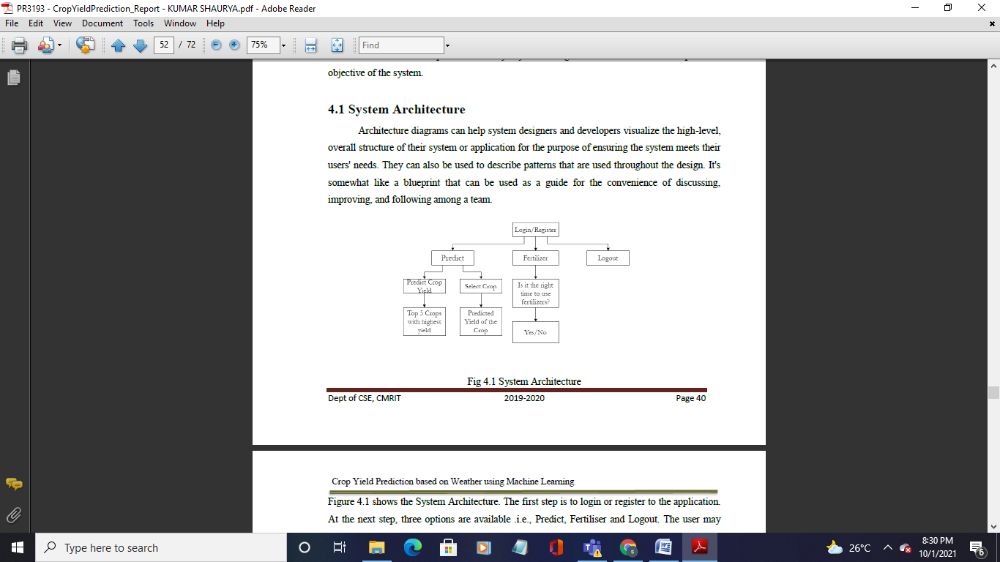 PR3193 - CropYieldPrediction_Report - KUMAR SHAURYA.pdf - Adobe Reader
File Edit View Document Tools Window Help
52 / 72 75% Find
objective of the system.
4.1 System Architecture
Architecture diagrams can help system designers and developers visualize the high-level,
overall structure of their system or application for the purpose of ensuring the system meets their
users' needs. They can also be used to describe patterns that are used throughout the design. It's
somewhat like a blueprint that can be used as a guide for the convenience of discussing,
improving, and following among a team.
Login/Register
Predict Fertilizer Logout
Predict Crop
Yield
Select Crop
Is it the right
time to use
fertilizers?
Top 5 Crops
with highest
yield
Predicted
Yield of the
Crop
Yes/No
Fig 4.1 System Architecture
Dept of CSE, CMRIT 2019-2020 Page 40
Crop Yield Prediction based on Weather using Machine Learning
Figure 4.1 shows the System Architecture. The first step is to login or register to the application.
At the next step, three options are available .i.e., Predict, Fertiliser and Logout. The user may
Type here to search
26°C
8:30 PM
10/1/2021
6